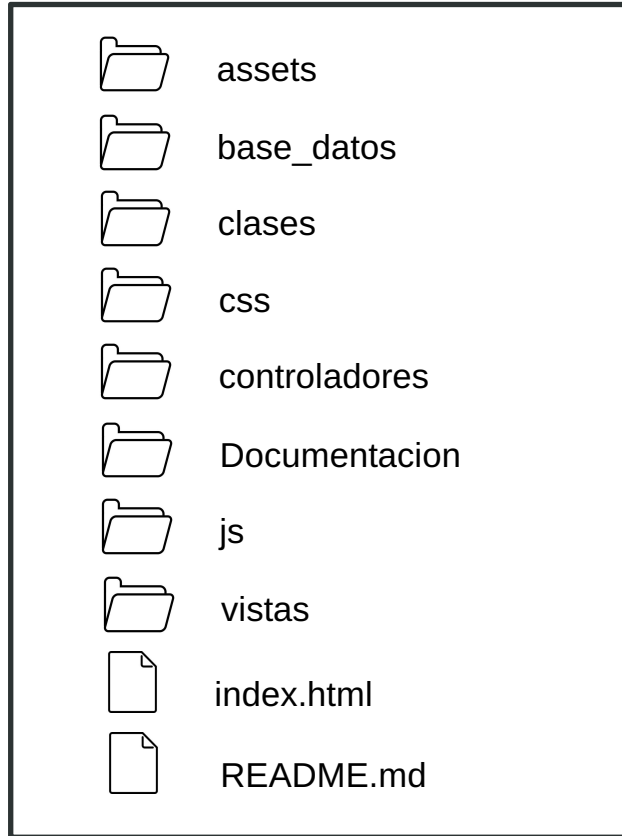 assets
base_datos
clases
css
controladores
Documentacion
js
vistas
index.html
README.md